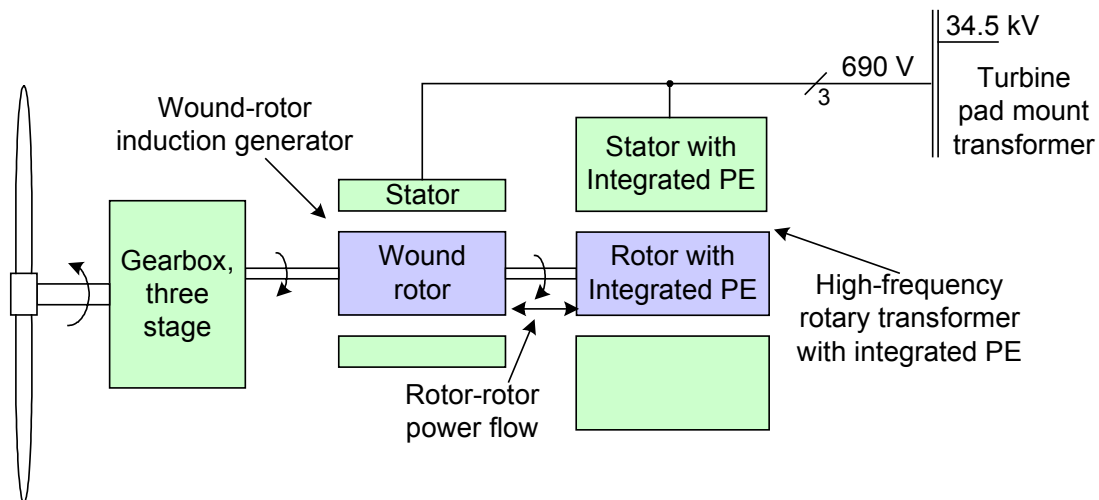 34.5 kV
690 V
3
Turbine
pad mount
transformer
Wound-rotor
induction generator
Stator
Stator with
Integrated PE
Gearbox,
three
stage
Wound
rotor
Rotor with
Integrated PE
High-frequency
rotary transformer
with integrated PE
Rotor-rotor
power flow